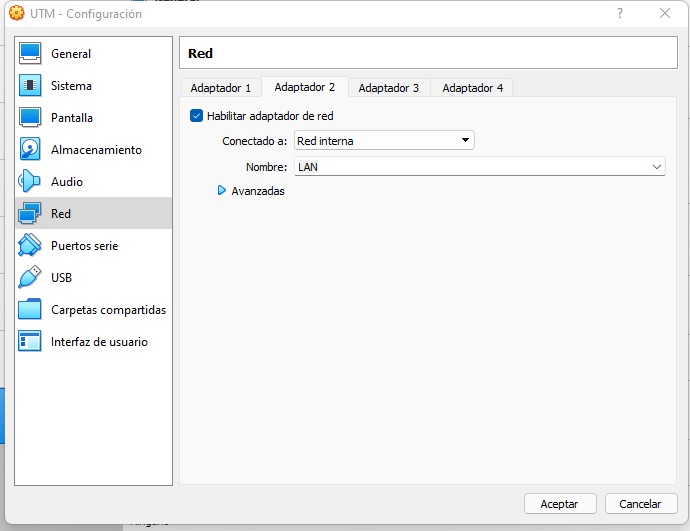 UTM - Configuración
?
General
Sistema
Pantalla
Almacenamiento
Audio
Red
Puertos serie
USB
Carpetas compartidas
Interfaz de usuario
Red
Adaptador 1 Adaptador 2 Adaptador 3 Adaptador 4
Habilitar adaptador de red
Conectado a: Red interna
Nombre: LAN
Avanzadas
Aceptar Cancelar